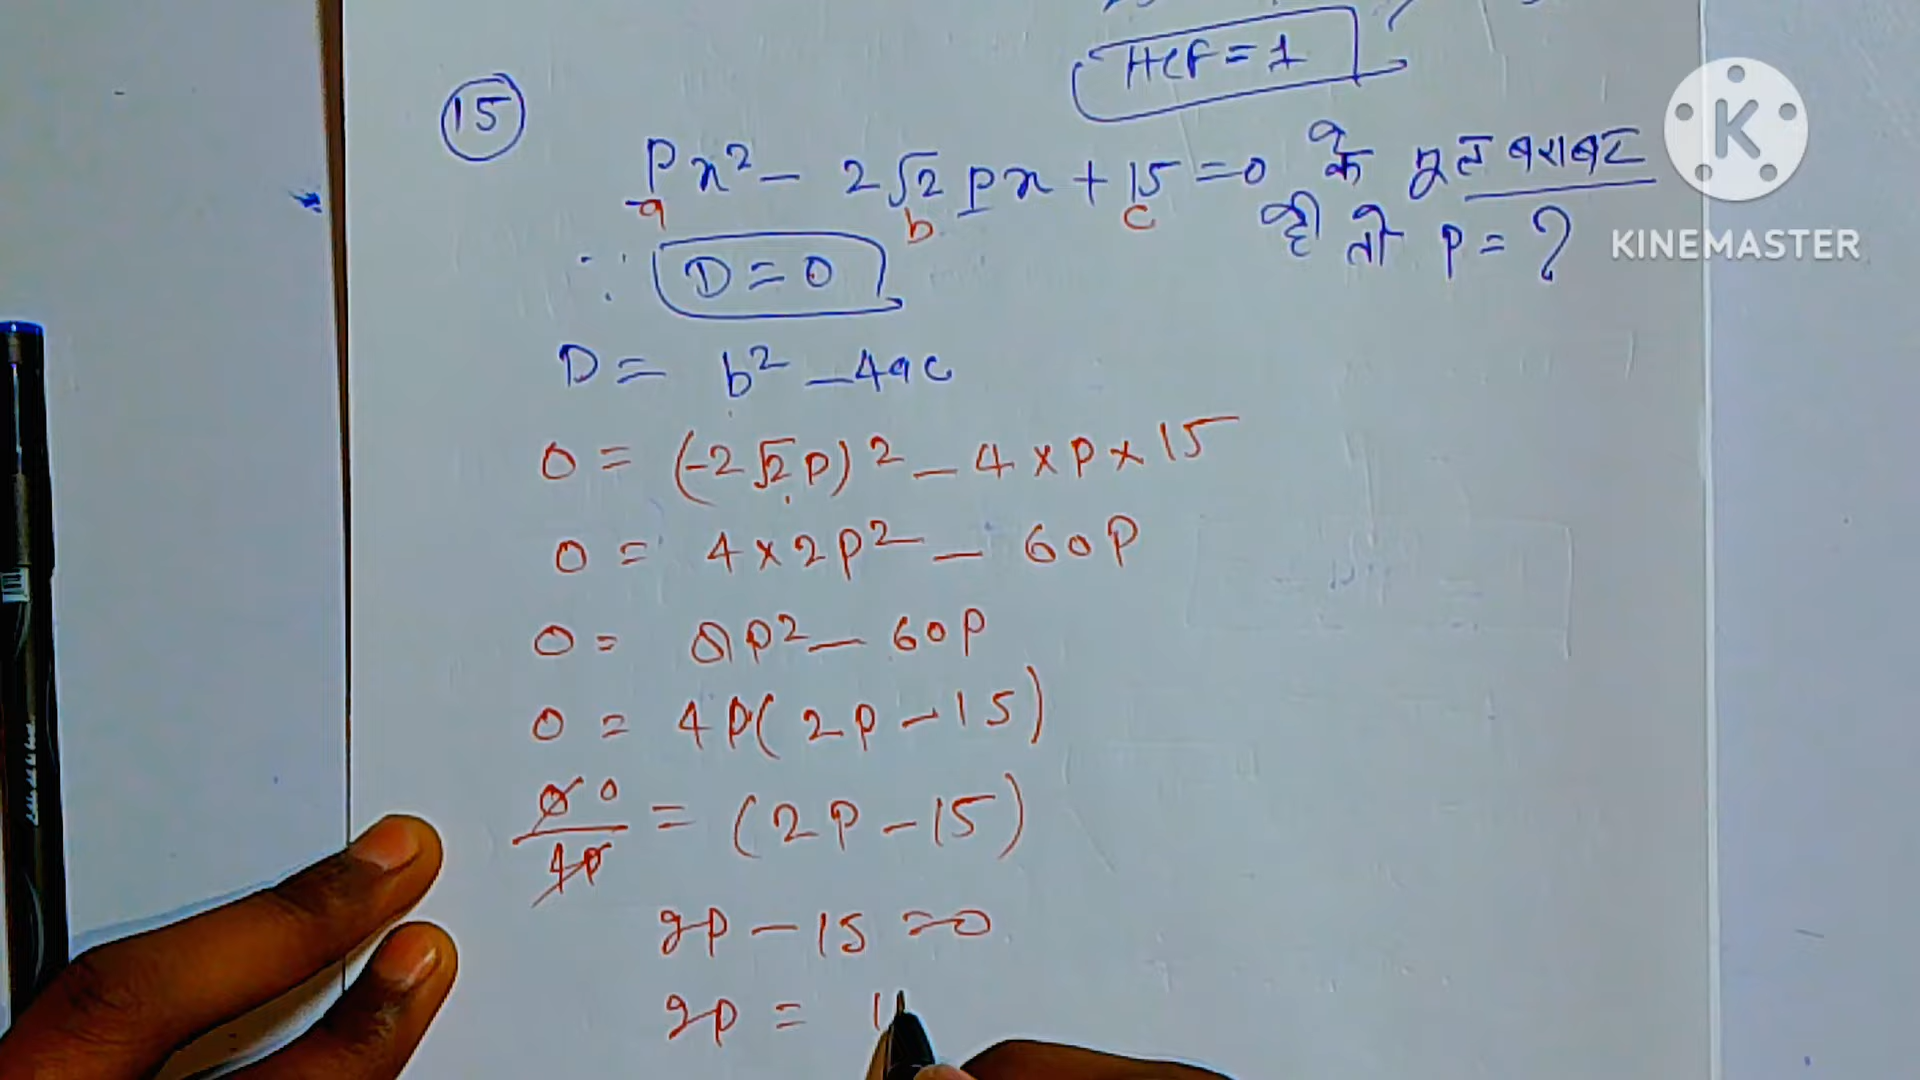 HCF = 1
15
Px² - 2√2 px + 15 = 0 के मूल बराबर
a b c
हो तो P = ?
∵ D = 0
D = b² - 4ac
0 = (-2√2P)² - 4 × P × 15
0 = 4 × 2P² - 60P
0 = 8P² - 60P
0 = 4P(2P - 15)
0 0 / 4P = (2P - 15)
2P - 15 = 0
2P = 1
K
KINEMASTER